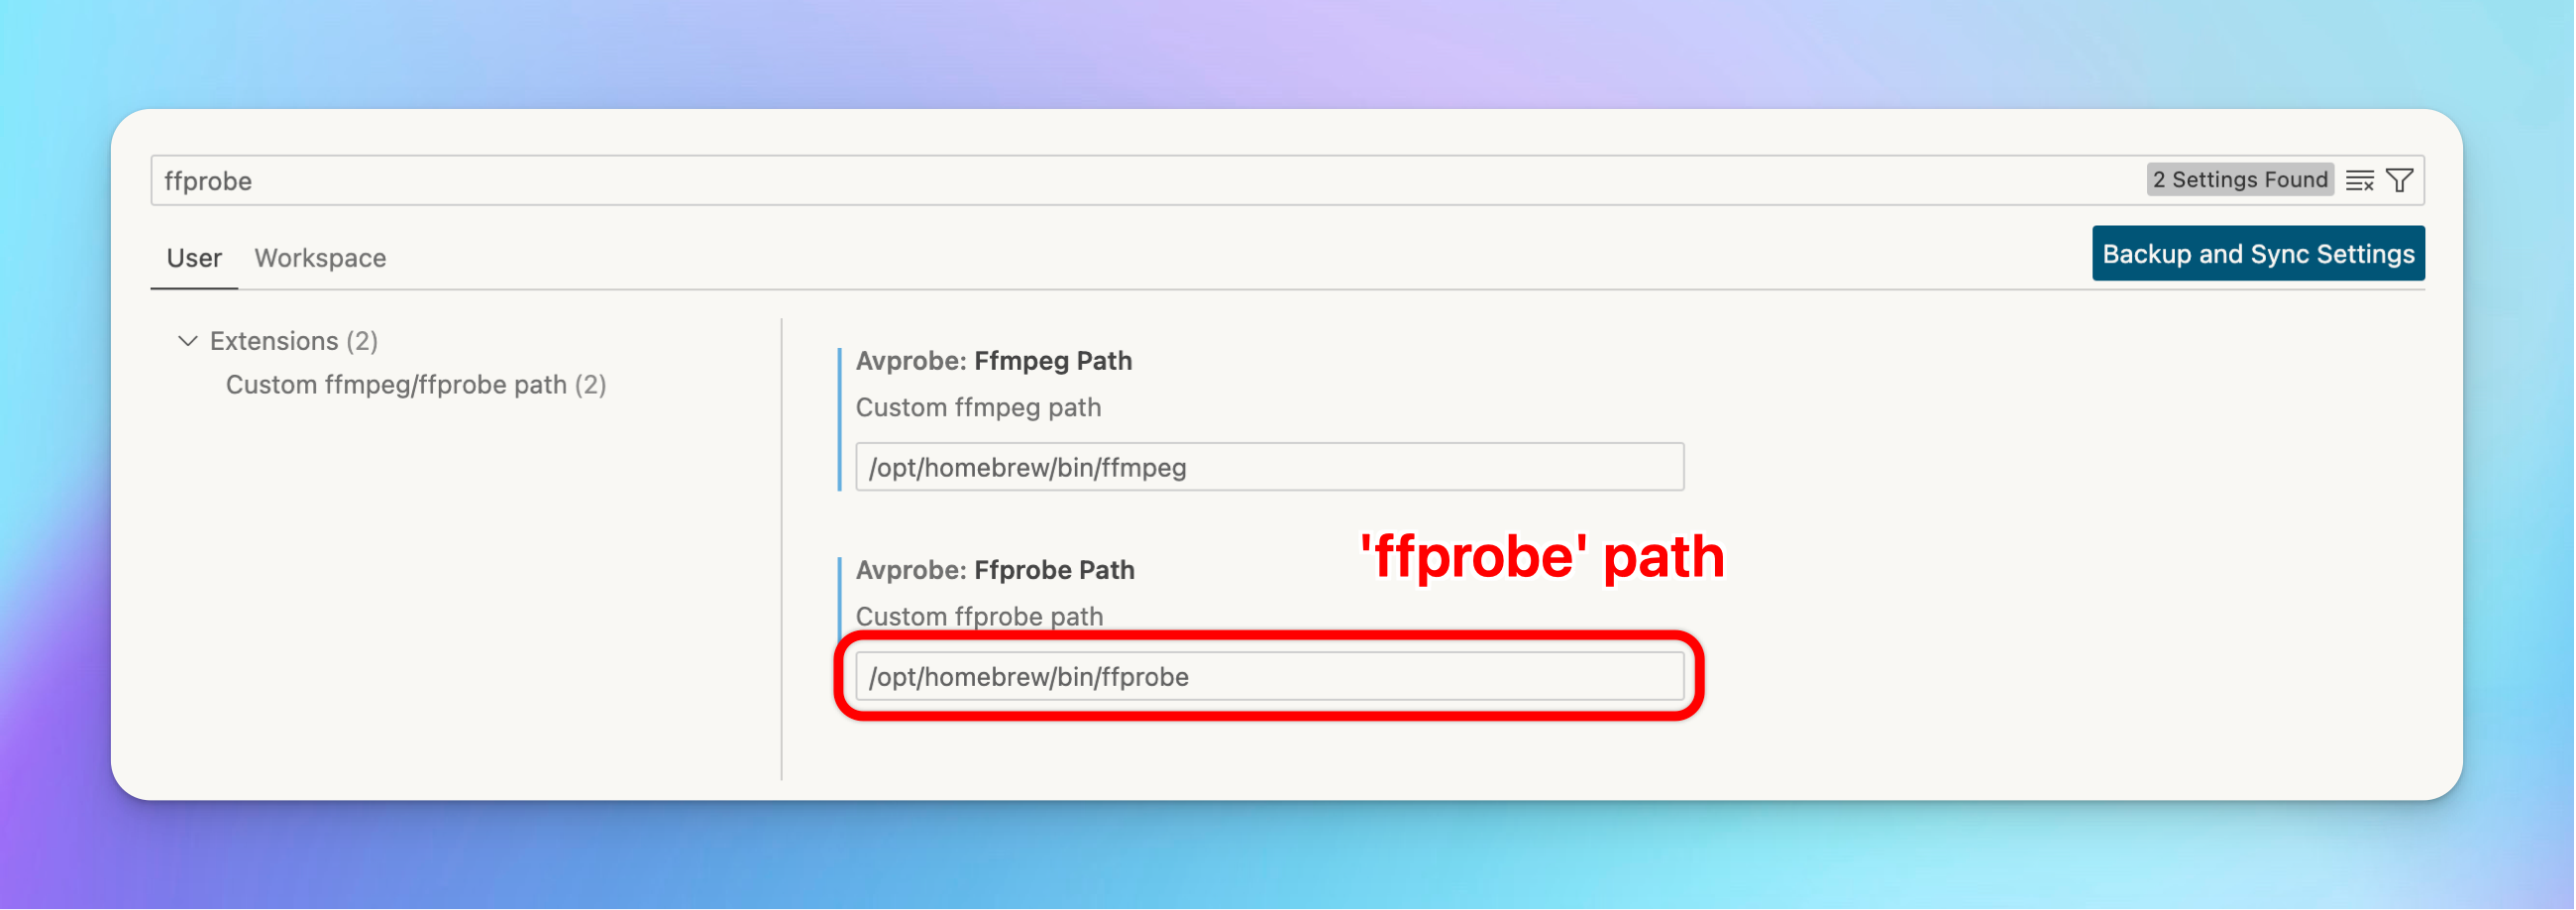 ffprobe
2 Settings Found
User
Workspace
Backup and Sync Settings
Extensions (2)
Custom ffmpeg/ffprobe path (2)
Avprobe: Ffmpeg Path
Custom ffmpeg path
/opt/homebrew/bin/ffmpeg
'ffprobe' path
Avprobe: Ffprobe Path
Custom ffprobe path
/opt/homebrew/bin/ffprobe